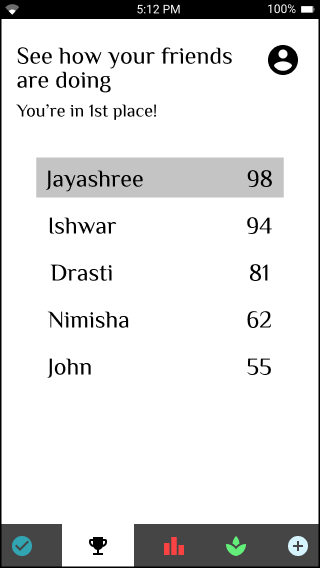 5:12 PM
100%
See how your friends
are doing
You're in 1st place!
Jayashree 98
Ishwar 94
Drasti 81
Nimisha 62
John 55